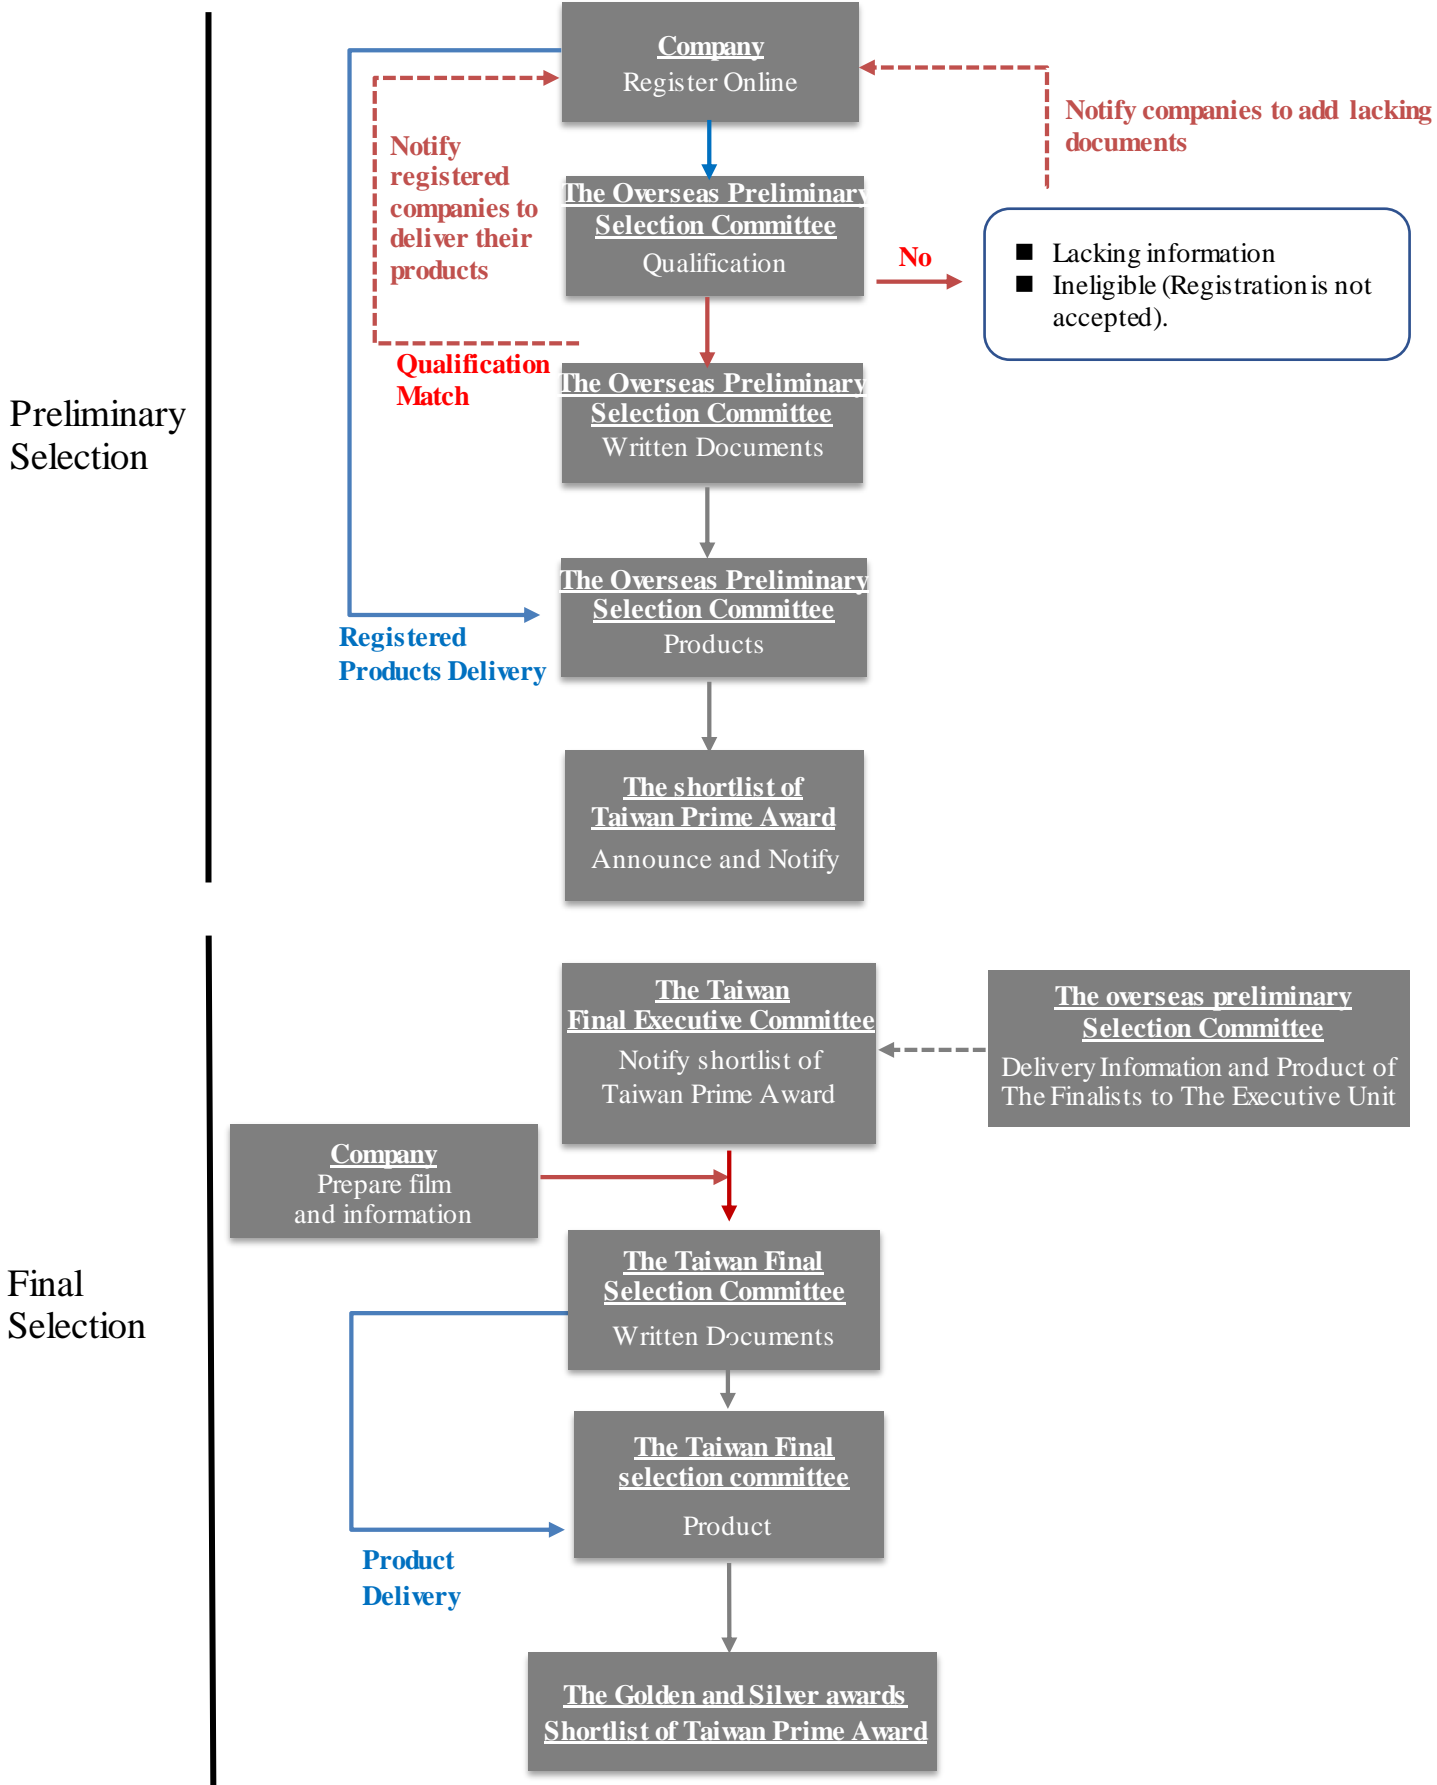 Company
Register Online
Notify companies to add lacking
documents
Notify
registered
companies to
deliver their
products
The Overseas Preliminary
Selection Committee
Qualification
No
Lacking information
Ineligible (Registration is not
accepted).
Qualification
Match
The Overseas Preliminary
Selection Committee
Written Documents
Preliminary
Selection
The Overseas Preliminary
Selection Committee
Products
Registered
Products Delivery
The shortlist of
Taiwan Prime Award
Announce and Notify
The Taiwan
Final Executive Committee
Notify shortlist of
Taiwan Prime Award
The overseas preliminary
Selection Committee
Delivery Information and Product of
The Finalists to The Executive Unit
Company
Prepare film
and information
Final
Selection
The Taiwan Final
Selection Committee
Written Documents
The Taiwan Final
selection committee
Product
Product
Delivery
The Golden and Silver awards
Shortlist of Taiwan Prime Award